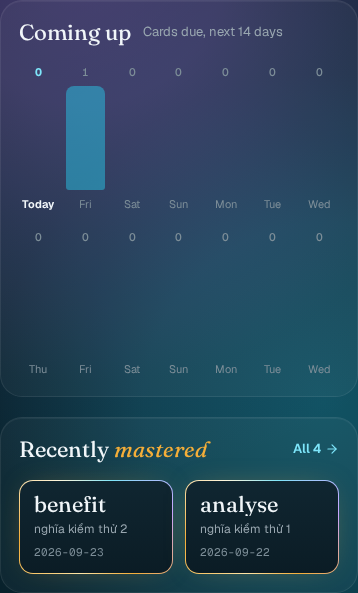 Coming up Cards due, next 14 days
0 1 0 0 0 0 0
Today Fri Sat Sun Mon Tue Wed
0 0 0 0 0 0 0
Thu Fri Sat Sun Mon Tue Wed
Recently mastered All 4 →
benefit analyse
nghĩa kiểm thử 2 nghĩa kiểm thử 1
2026-09-23 2026-09-22